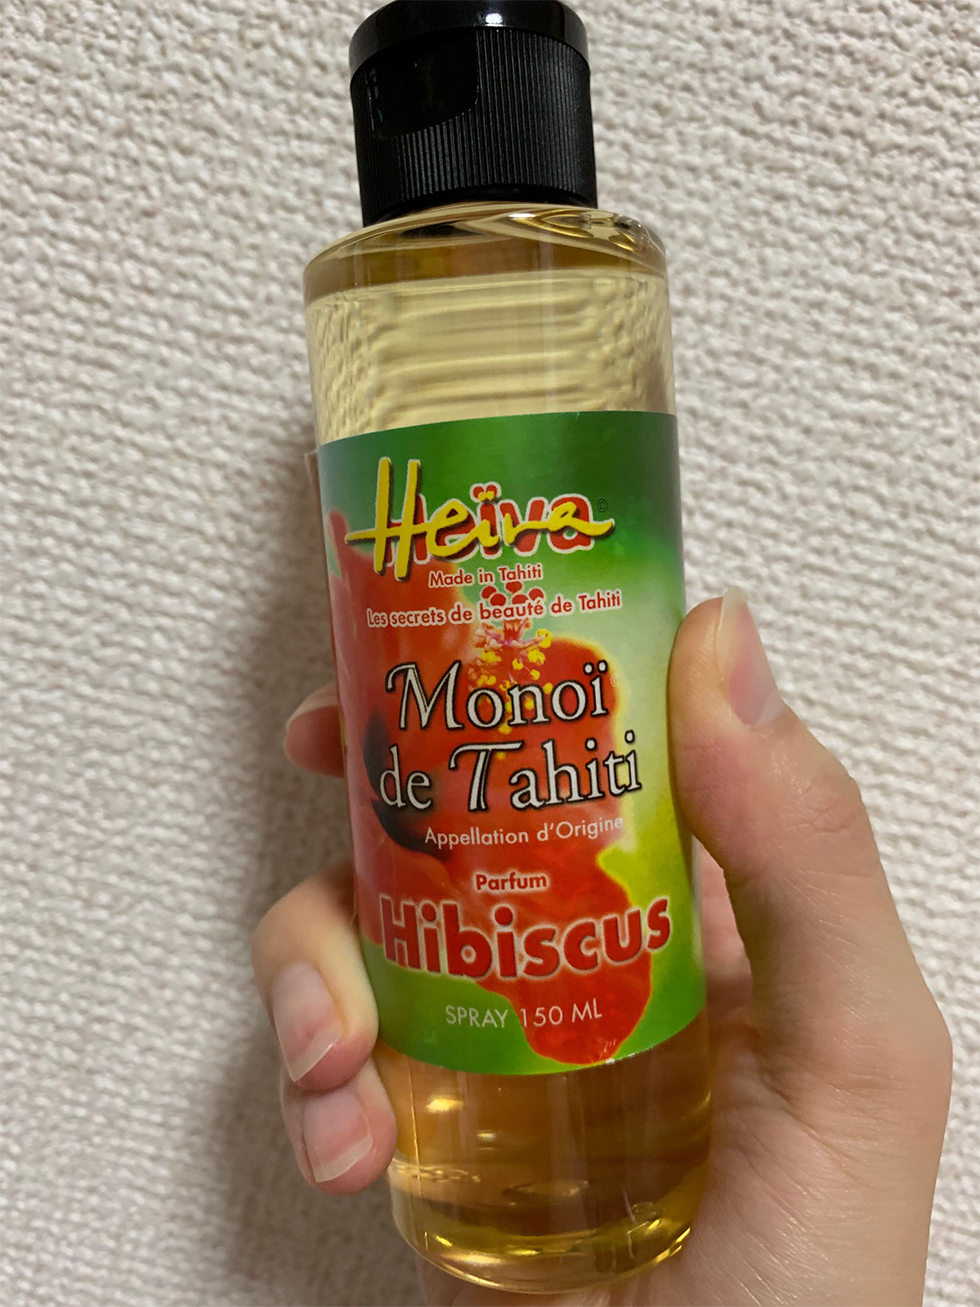 Heïva ©
Made in Tahiti
Les secrets de beauté de Tahiti
Monoï
de Tahiti
Appellation d'Origine
Parfum
Hibiscus
SPRAY 150 ML